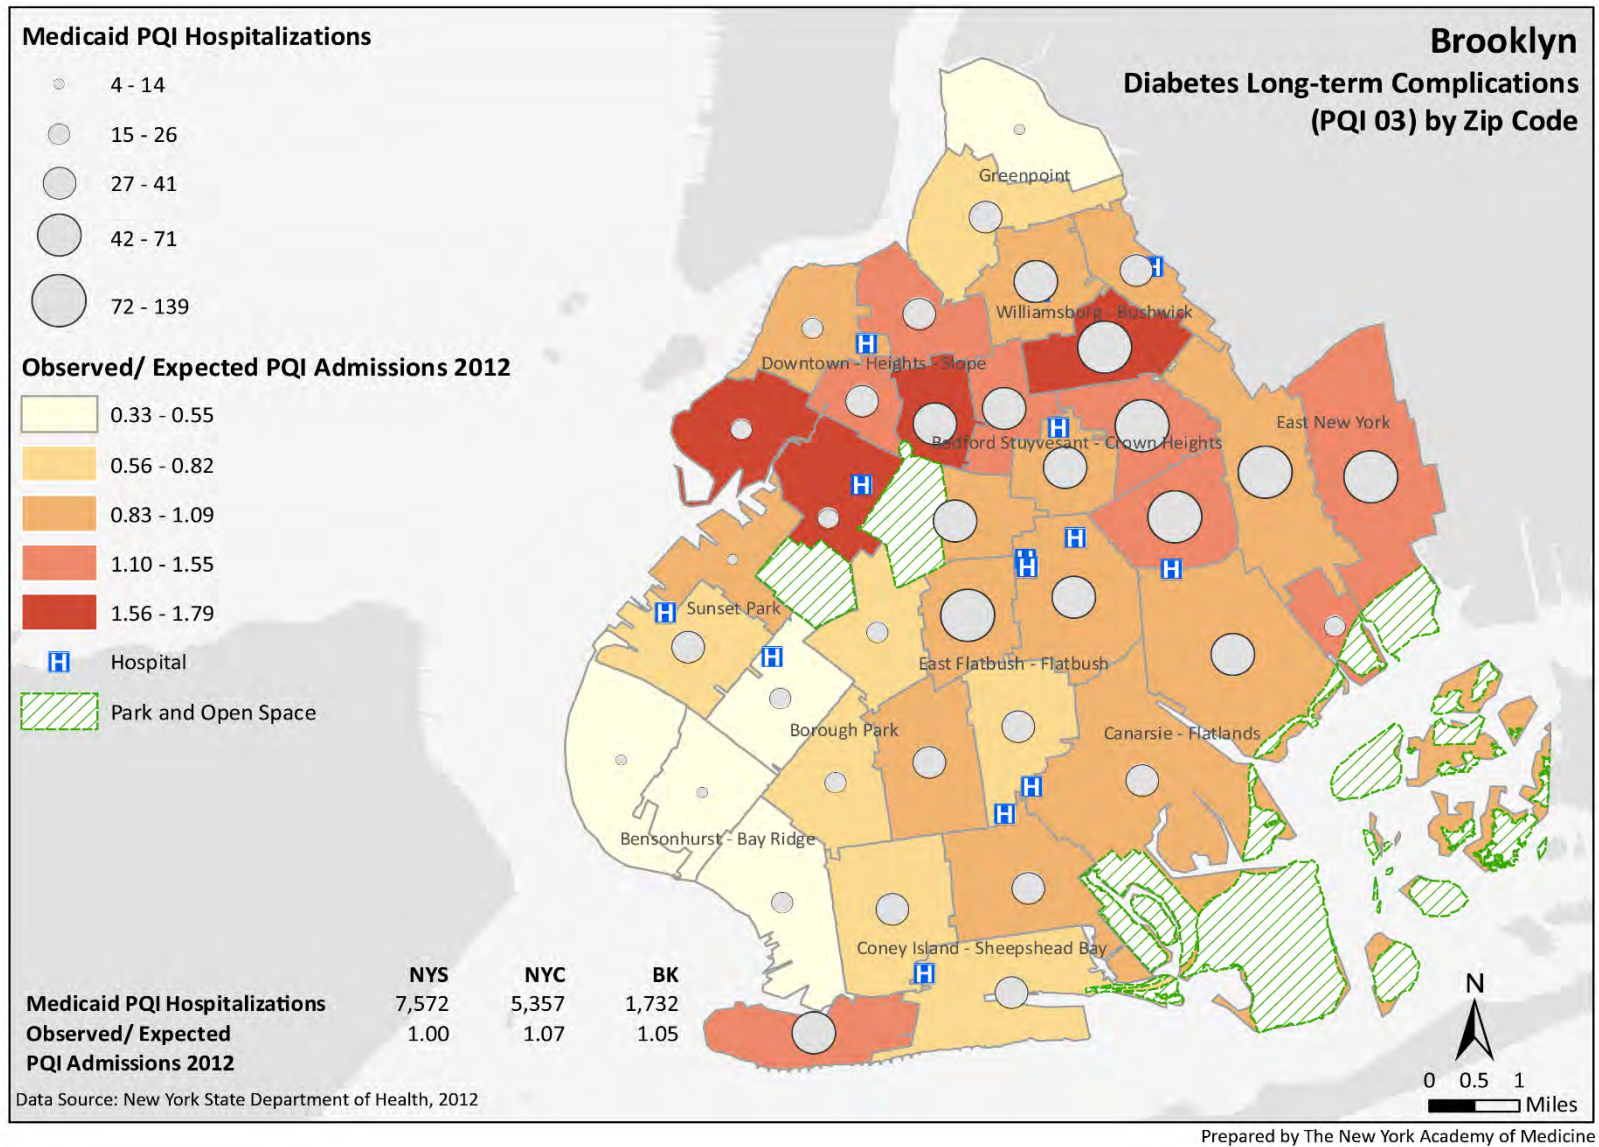 Medicaid PQI Hospitalizations
4 - 14
15 - 26
27 - 41
42 - 71
72 - 139
Observed/ Expected PQI Admissions 2012
0.33 - 0.55
0.56 - 0.82
0.83 - 1.09
1.10 - 1.55
1.56 - 1.79
H Hospital
Park and Open Space
Brooklyn
Diabetes Long-term Complications
(PQI 03) by Zip Code
Greenpoint
H
Williamsburg - Bushwick
H
Downtown - Heights - Slope
East New York
H
Bedford Stuyvesant - Crown Heights
H
H
H
H
H
H
Sunset Park
H
East Flatbush - Flatbush
Borough Park
Canarsie - Flatlands
H
H
Bensonhurst - Bay Ridge
Coney Island - Sheepshead Bay
H
NYS NYC BK
Medicaid PQI Hospitalizations 7,572 5,357 1,732
Observed/ Expected 1.00 1.07 1.05
PQI Admissions 2012
Data Source: New York State Department of Health, 2012
N
0 0.5 1
Miles
Prepared by The New York Academy of Medicine